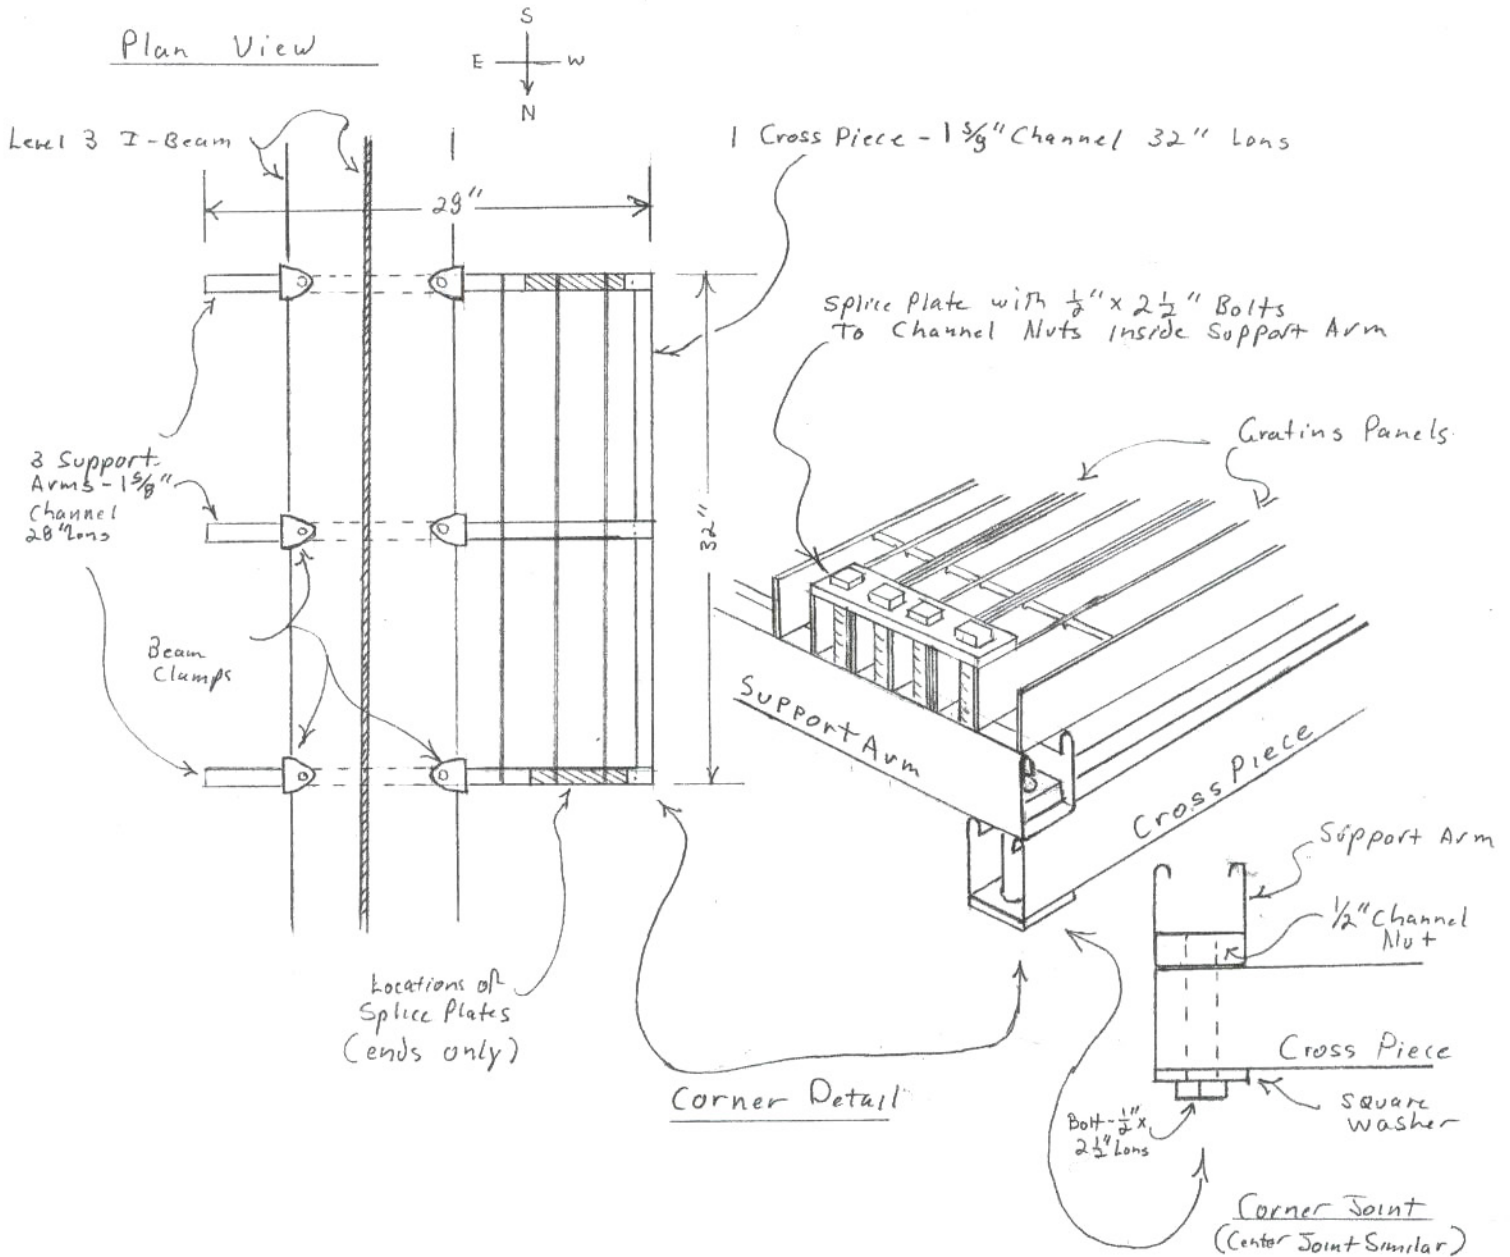 Plan View
S
E W
N
Level 3 I-Beam
1 Cross Piece - 1 5/8" Channel 32" Long
28"
Splice Plate with 1/2" x 2 1/2" Bolts
To Channel Nuts Inside Support Arm
Grating Panels
3 Support
Arms - 1 5/8"
Channel
28" Long
32"
Beam
Clamps
Support Arm
Cross Piece
Support Arm
1/2" Channel
Nut
Cross Piece
Square
Washer
Bolt - 1/2" x
2 1/2" Long
Locations of
Splice Plates
(ends only)
Corner Detail
Corner Joint
(Center Joint Similar)